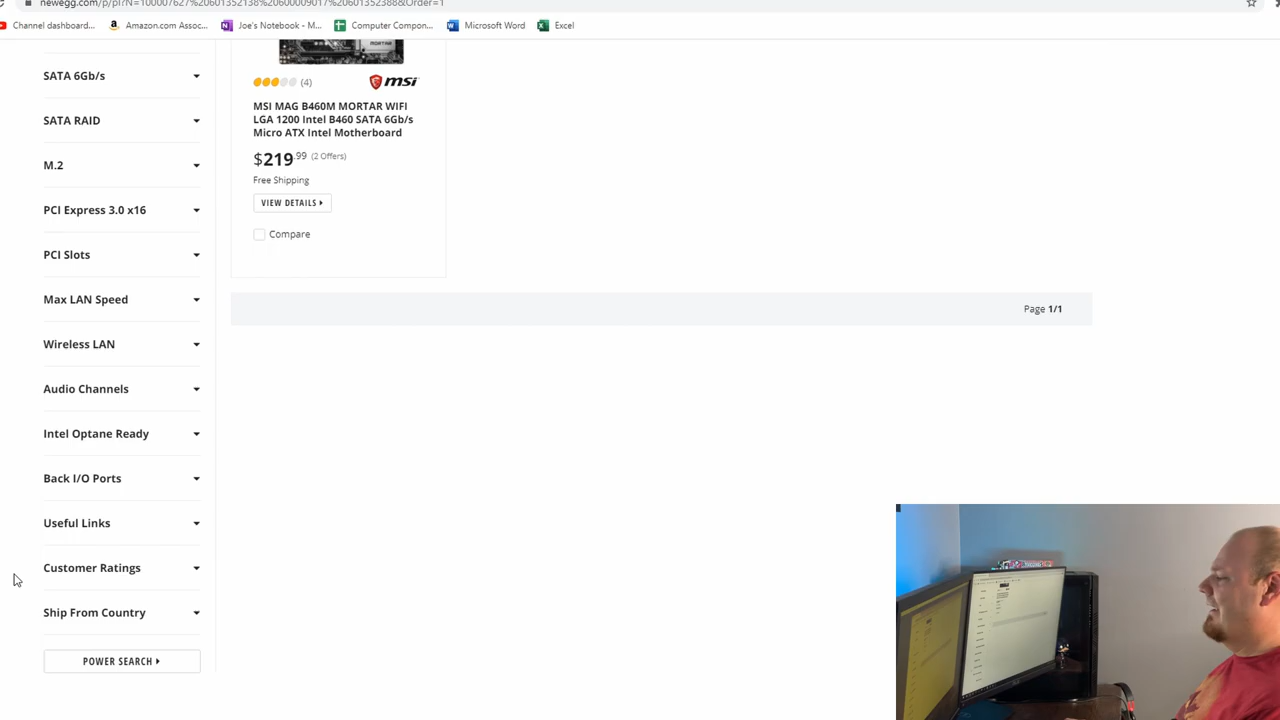 newegg.com/p/pl?N=100007627%20601352138%20600009017%20601352388&Order=1
Channel dashboard...
Amazon.com Assoc...
Joe's Notebook - M...
Computer Compon...
Microsoft Word
Excel
SATA 6Gb/s
SATA RAID
M.2
PCI Express 3.0 x16
PCI Slots
Max LAN Speed
Wireless LAN
Audio Channels
Intel Optane Ready
Back I/O Ports
Useful Links
Customer Ratings
Ship From Country
POWER SEARCH
MORTAR
(4)
msi
MSI MAG B460M MORTAR WIFI
LGA 1200 Intel B460 SATA 6Gb/s
Micro ATX Intel Motherboard
$219.99 (2 Offers)
Free Shipping
VIEW DETAILS
Compare
Page 1/1